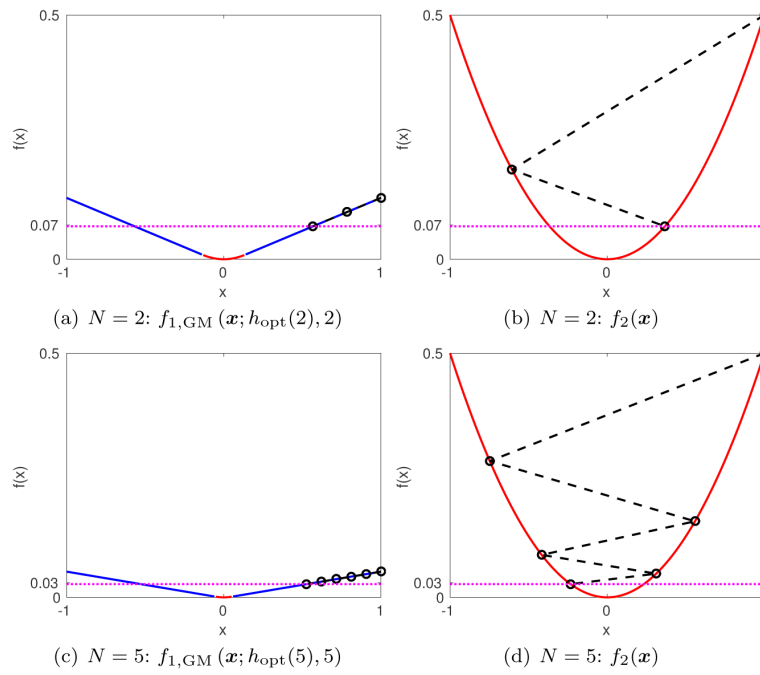 0.5
0.5
f(x)
f(x)
0.07
0.07
0
0
-1
0
1
-1
0
x
x
(a) N = 2: f₁,GM (x; hopt(2), 2)
(b) N = 2: f₂(x)
0.5
0.5
f(x)
f(x)
0.03
0.03
0
0
-1
0
1
-1
0
x
x
(c) N = 5: f₁,GM (x; hopt(5), 5)
(d) N = 5: f₂(x)